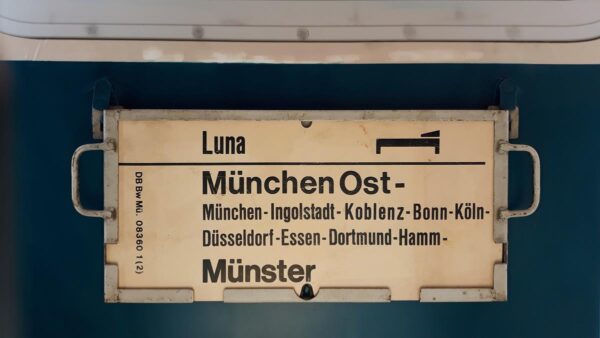 Luna
München Ost-
München-Ingolstadt-Koblenz-Bonn-Köln-
Düsseldorf-Essen-Dortmund-Hamm-
Münster
DB Bw Mü. 08360 1 (2)